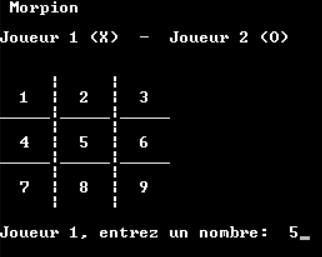 Morpion
Joueur 1 (X) - Joueur 2 (O)
1 2 3
4 5 6
7 8 9
Joueur 1, entrez un nombre: 5_